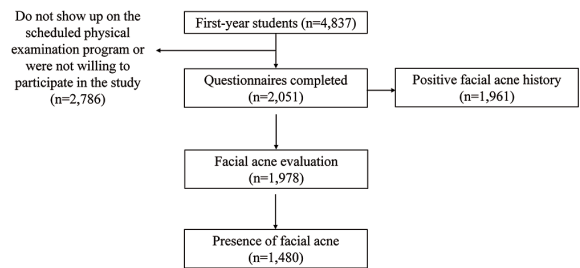 First-year students (n=4,837)
Do not show up on the
scheduled physical
examination program or
were not willing to
participate in the study
(n=2,786)
Questionnaires completed
(n=2,051)
Positive facial acne history
(n=1,961)
Facial acne evaluation
(n=1,978)
Presence of facial acne
(n=1,480)